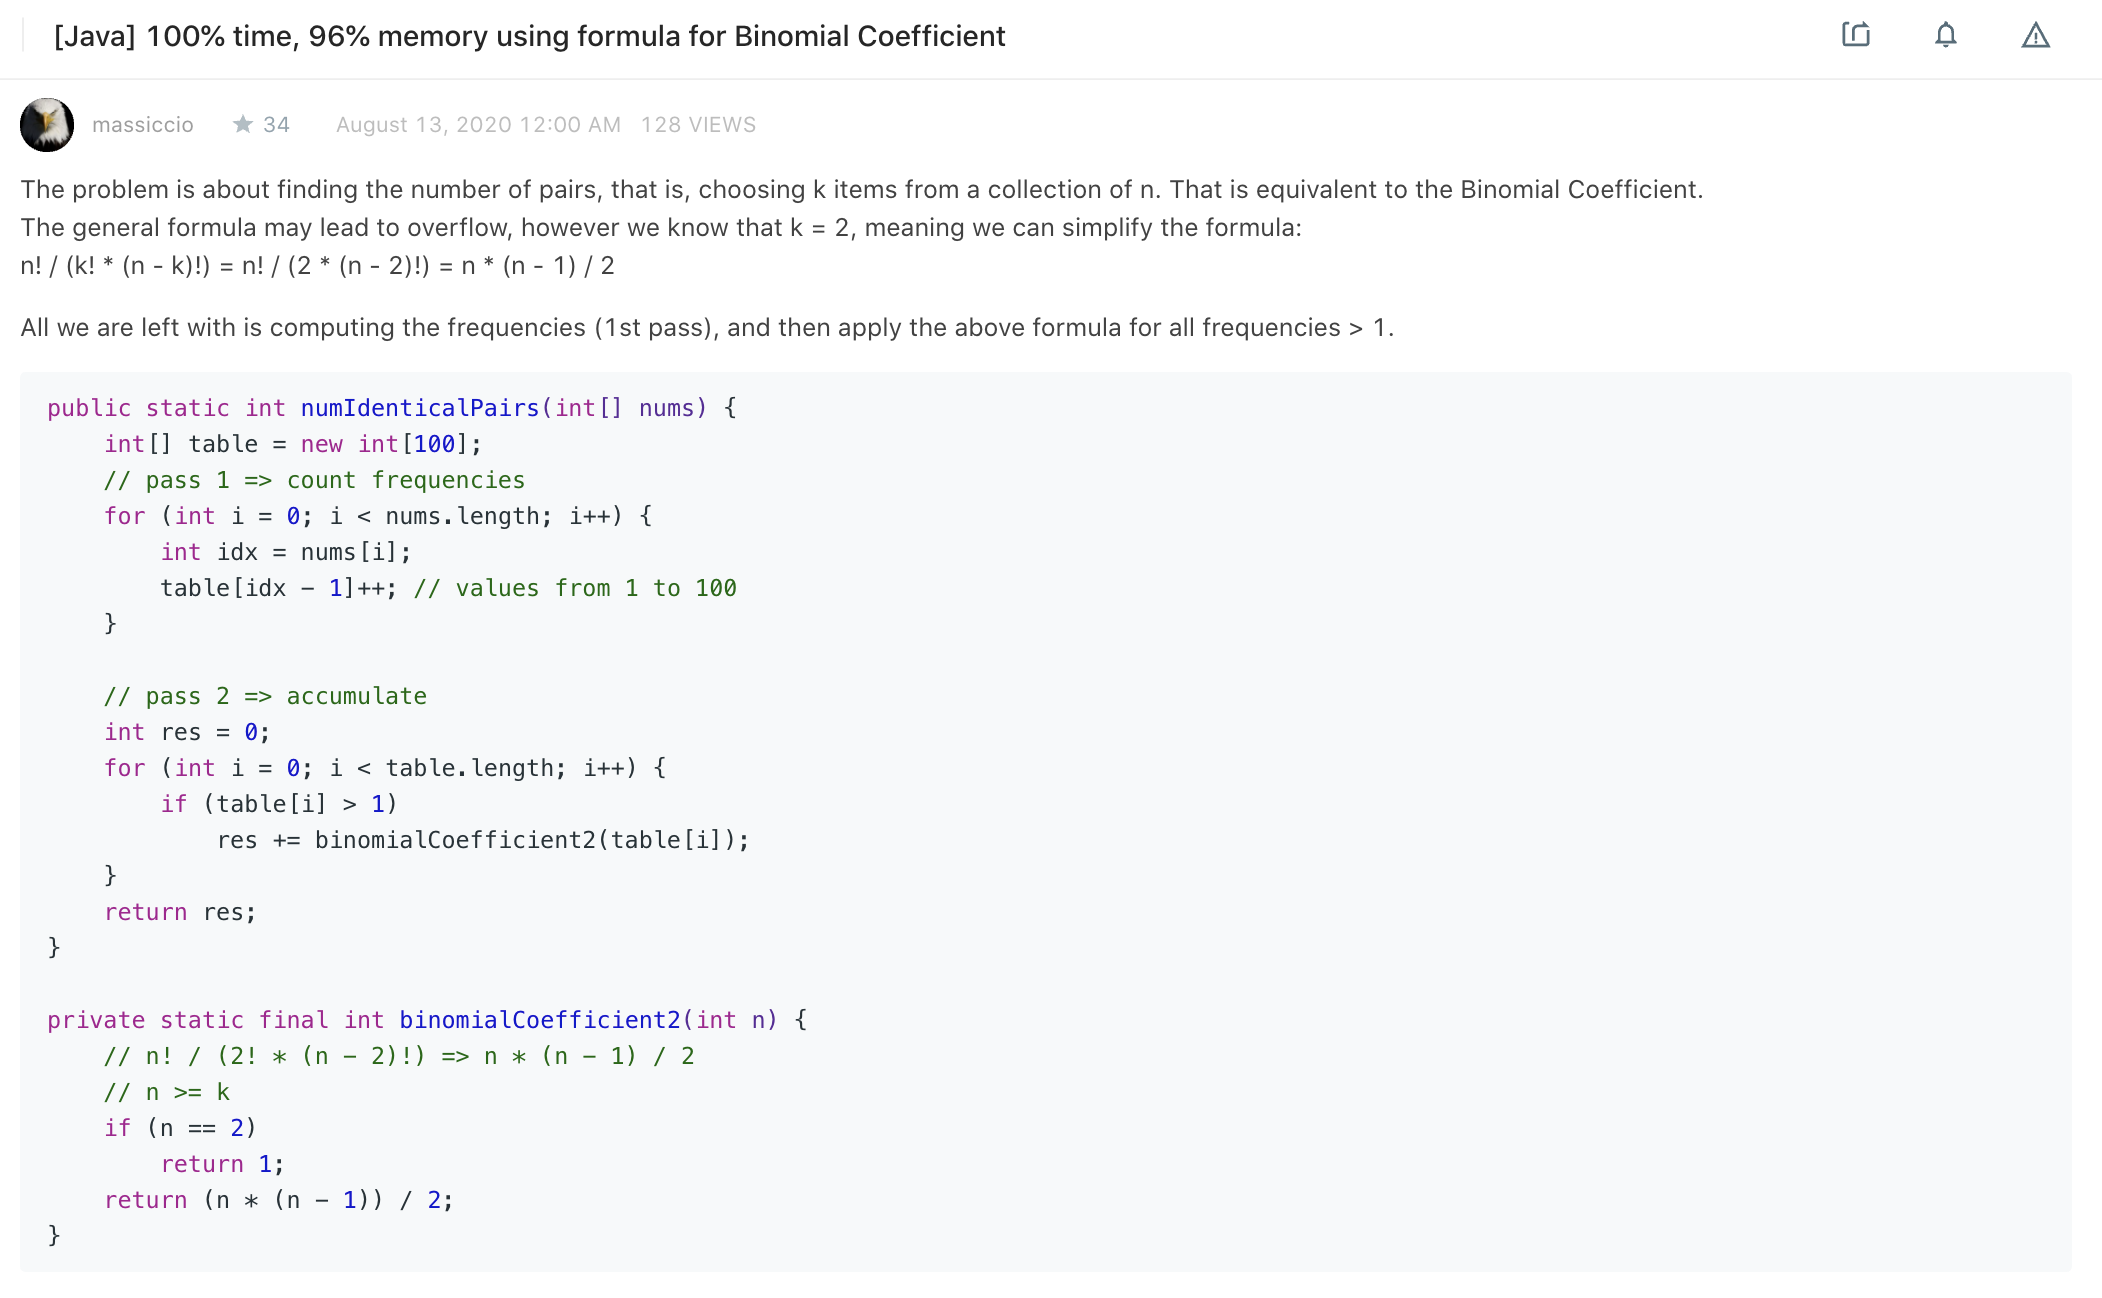 [Java] 100% time, 96% memory using formula for Binomial Coefficient
massiccio ★ 34 August 13, 2020 12:00 AM 128 VIEWS
The problem is about finding the number of pairs, that is, choosing k items from a collection of n. That is equivalent to the Binomial Coefficient.
The general formula may lead to overflow, however we know that k = 2, meaning we can simplify the formula:
n! / (k! * (n - k)!) = n! / (2 * (n - 2)!) = n * (n - 1) / 2
All we are left with is computing the frequencies (1st pass), and then apply the above formula for all frequencies > 1.
public static int numIdenticalPairs(int[] nums) {
    int[] table = new int[100];
    // pass 1 => count frequencies
    for (int i = 0; i < nums.length; i++) {
        int idx = nums[i];
        table[idx - 1]++; // values from 1 to 100
    }
    // pass 2 => accumulate
    int res = 0;
    for (int i = 0; i < table.length; i++) {
        if (table[i] > 1)
            res += binomialCoefficient2(table[i]);
    }
    return res;
}
private static final int binomialCoefficient2(int n) {
    // n! / (2! * (n - 2)!) => n * (n - 1) / 2
    // n >= k
    if (n == 2)
        return 1;
    return (n * (n - 1)) / 2;
}